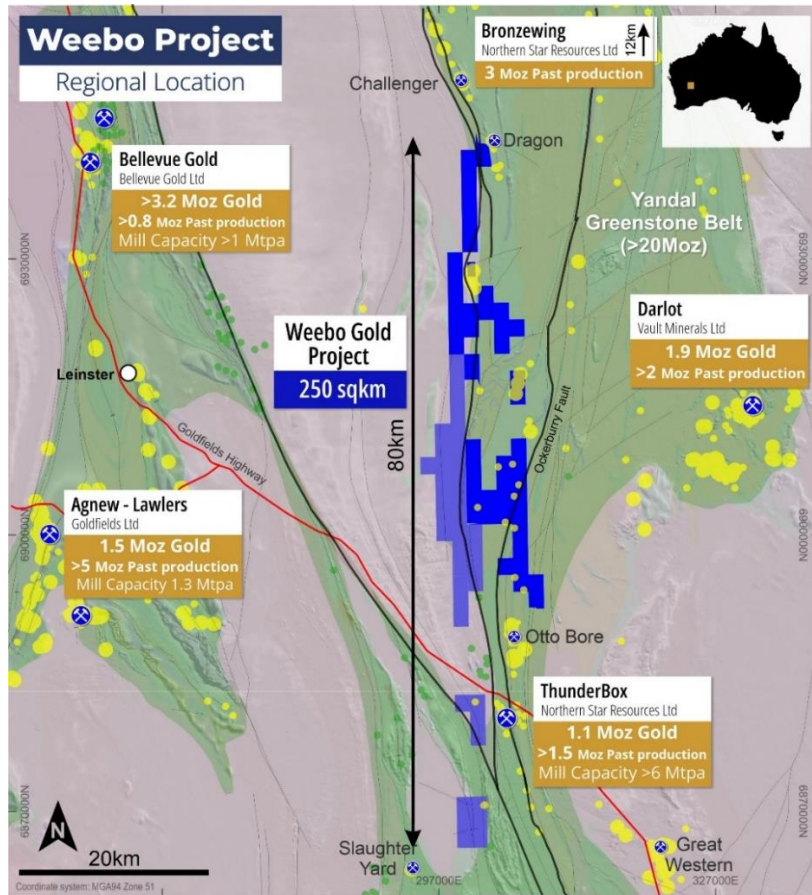 Weebo Project
Regional Location
Bronzewing
Northern Star Resources Ltd
3 Moz Past production
12km
Challenger
Dragon
Bellevue Gold
Bellevue Gold Ltd
>3.2 Moz Gold
>0.8 Moz Past production
Mill Capacity >1 Mtpa
Yandal
Greenstone Belt
(>20Moz)
6930000N
6930000N
Weebo Gold
Project
250 sqkm
Darlot
Vault Minerals Ltd
1.9 Moz Gold
>2 Moz Past production
Leinster
Goldfields Highway
80km
Ockerburry Fault
Agnew - Lawlers
Goldfields Ltd
1.5 Moz Gold
>5 Moz Past production
Mill Capacity 1.3 Mtpa
6900000N
6900000N
Otto Bore
ThunderBox
Northern Star Resources Ltd
1.1 Moz Gold
>1.5 Moz Past production
Mill Capacity >6 Mtpa
6870000N
6870000N
N
20km
Slaughter
Yard
Great
Western
Coordinate system: MGA94 Zone 51
297000E
327000E